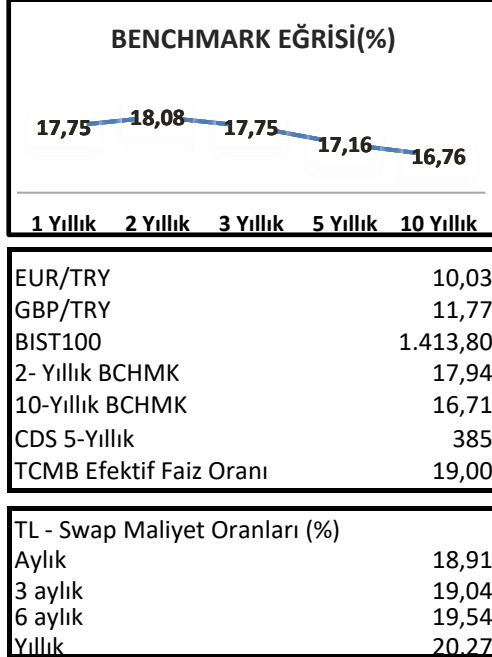 BENCHMARK EĞRİSİ(%)
17,75 18,08 17,75 17,16 16,76
1 Yıllık 2 Yıllık 3 Yıllık 5 Yıllık 10 Yıllık
EUR/TRY 10,03
GBP/TRY 11,77
BIST100 1.413,80
2- Yıllık BCHMK 17,94
10-Yıllık BCHMK 16,71
CDS 5-Yıllık 385
TCMB Efektif Faiz Oranı 19,00
TL - Swap Maliyet Oranları (%)
Aylık 18,91
3 aylık 19,04
6 aylık 19,54
Yıllık 20,27